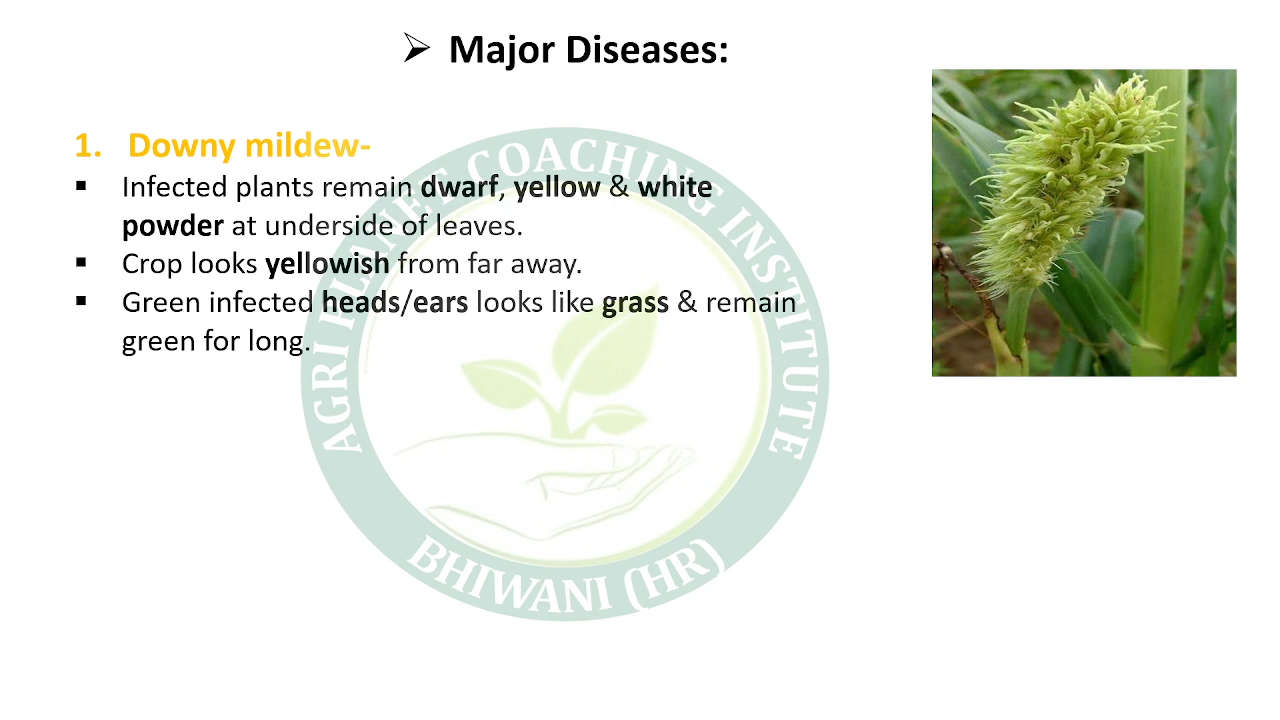 ➢ Major Diseases:
1. Downy mildew-
▪ Infected plants remain dwarf, yellow & white
powder at underside of leaves.
▪ Crop looks yellowish from far away.
▪ Green infected heads/ears looks like grass & remain
green for long.
AGRI PLANET COACHING INSTITUTE
BHIWANI (HR)